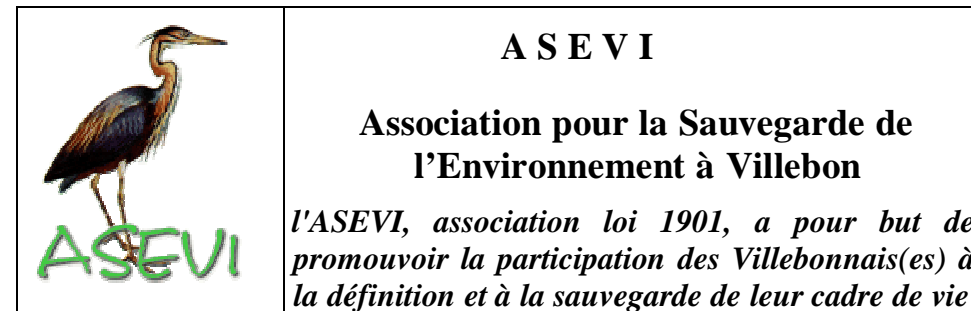 ASEVI
A S E V I
Association pour la Sauvegarde de
l'Environnement à Villebon
l'ASEVI, association loi 1901, a pour but de
promouvoir la participation des Villebonnais(es) à
la définition et à la sauvegarde de leur cadre de vie